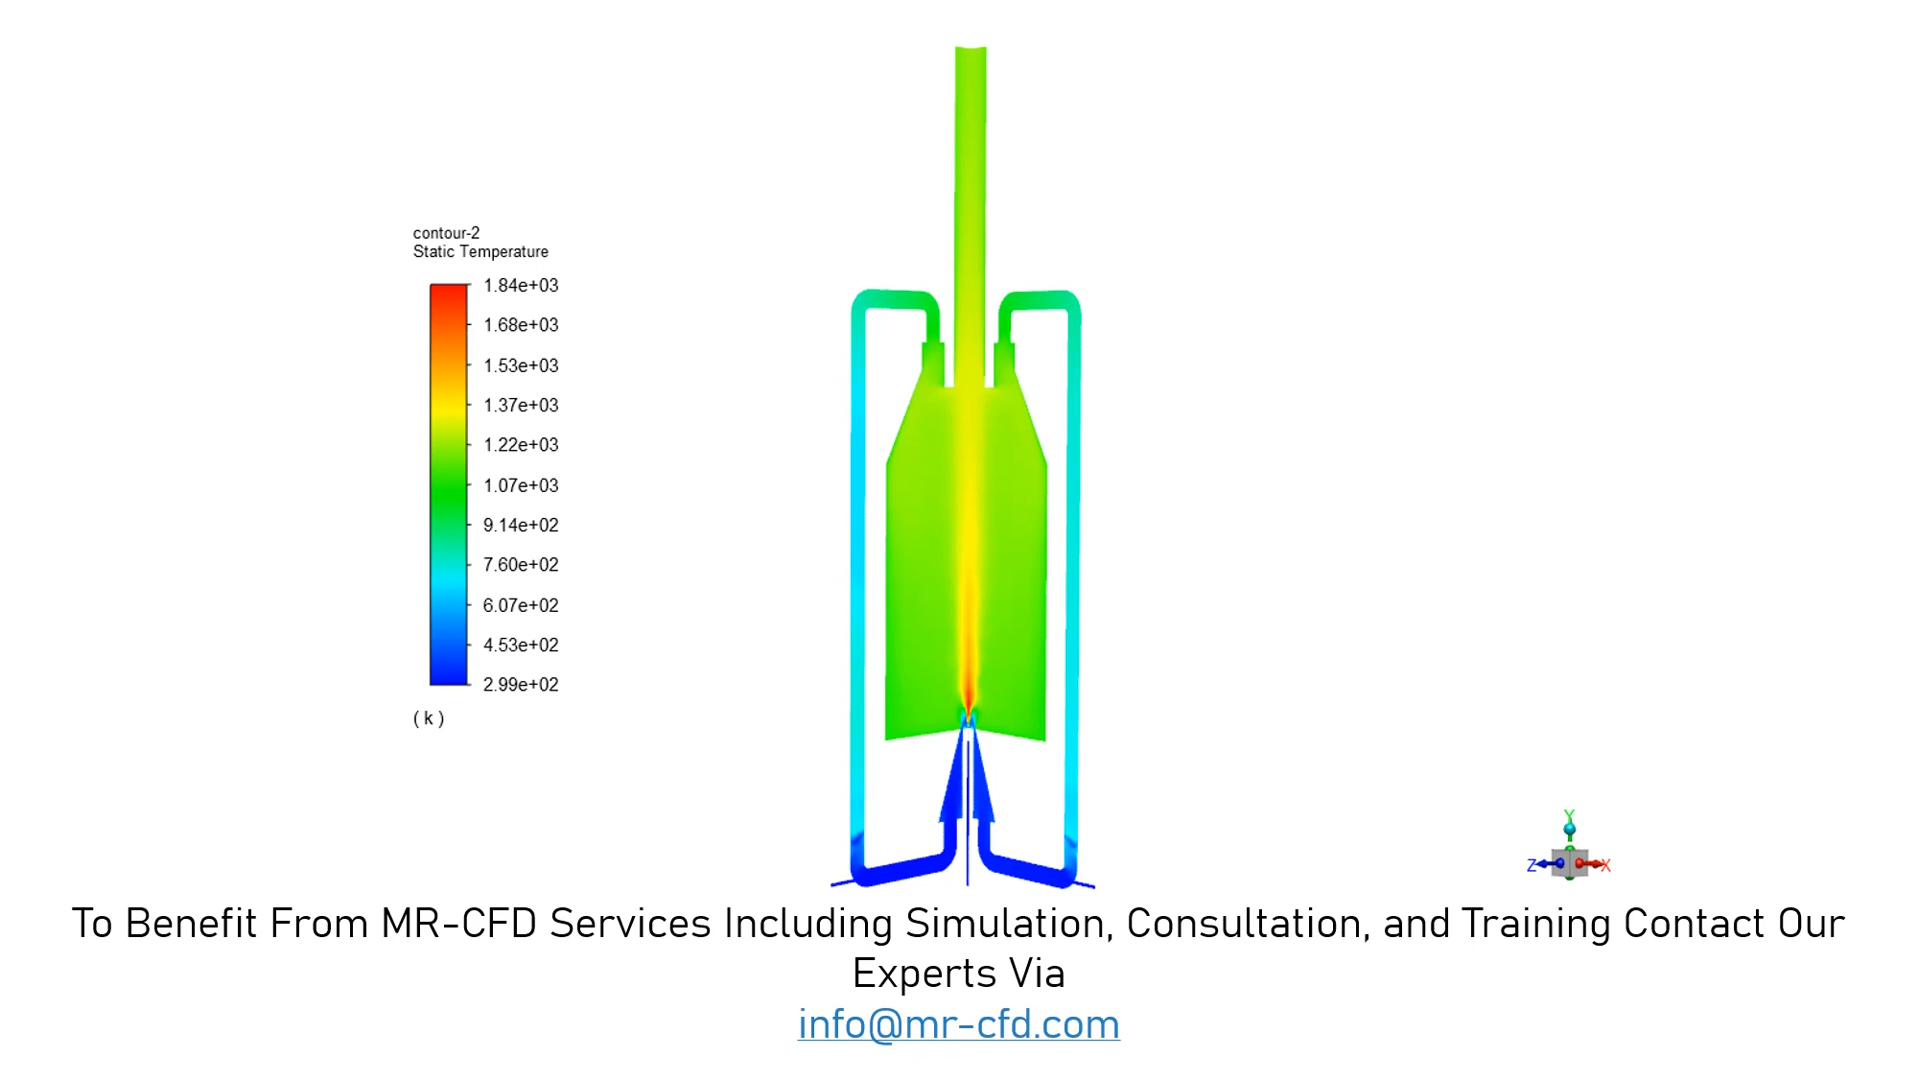 contour-2
Static Temperature
1.84e+03
1.68e+03
1.53e+03
1.37e+03
1.22e+03
1.07e+03
9.14e+02
7.60e+02
6.07e+02
4.53e+02
2.99e+02
( k )
Y
Z
X
To Benefit From MR-CFD Services Including Simulation, Consultation, and Training Contact Our
Experts Via
info@mr-cfd.com